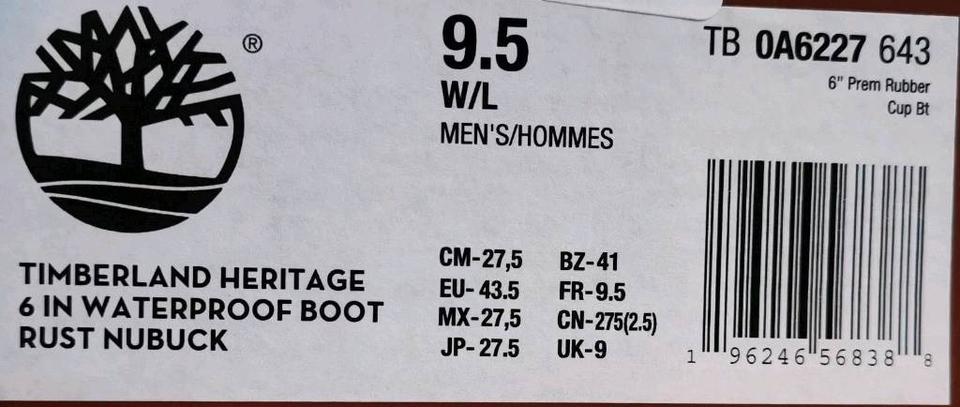 ®
9.5
W/L
MEN'S/HOMMES
TB 0A6227 643
6" Prem Rubber
Cup Bt
TIMBERLAND HERITAGE
6 IN WATERPROOF BOOT
RUST NUBUCK
CM-27,5 BZ-41
EU- 43.5 FR-9.5
MX-27,5 CN-275(2.5)
JP- 27.5 UK-9
1 96246 56838 8